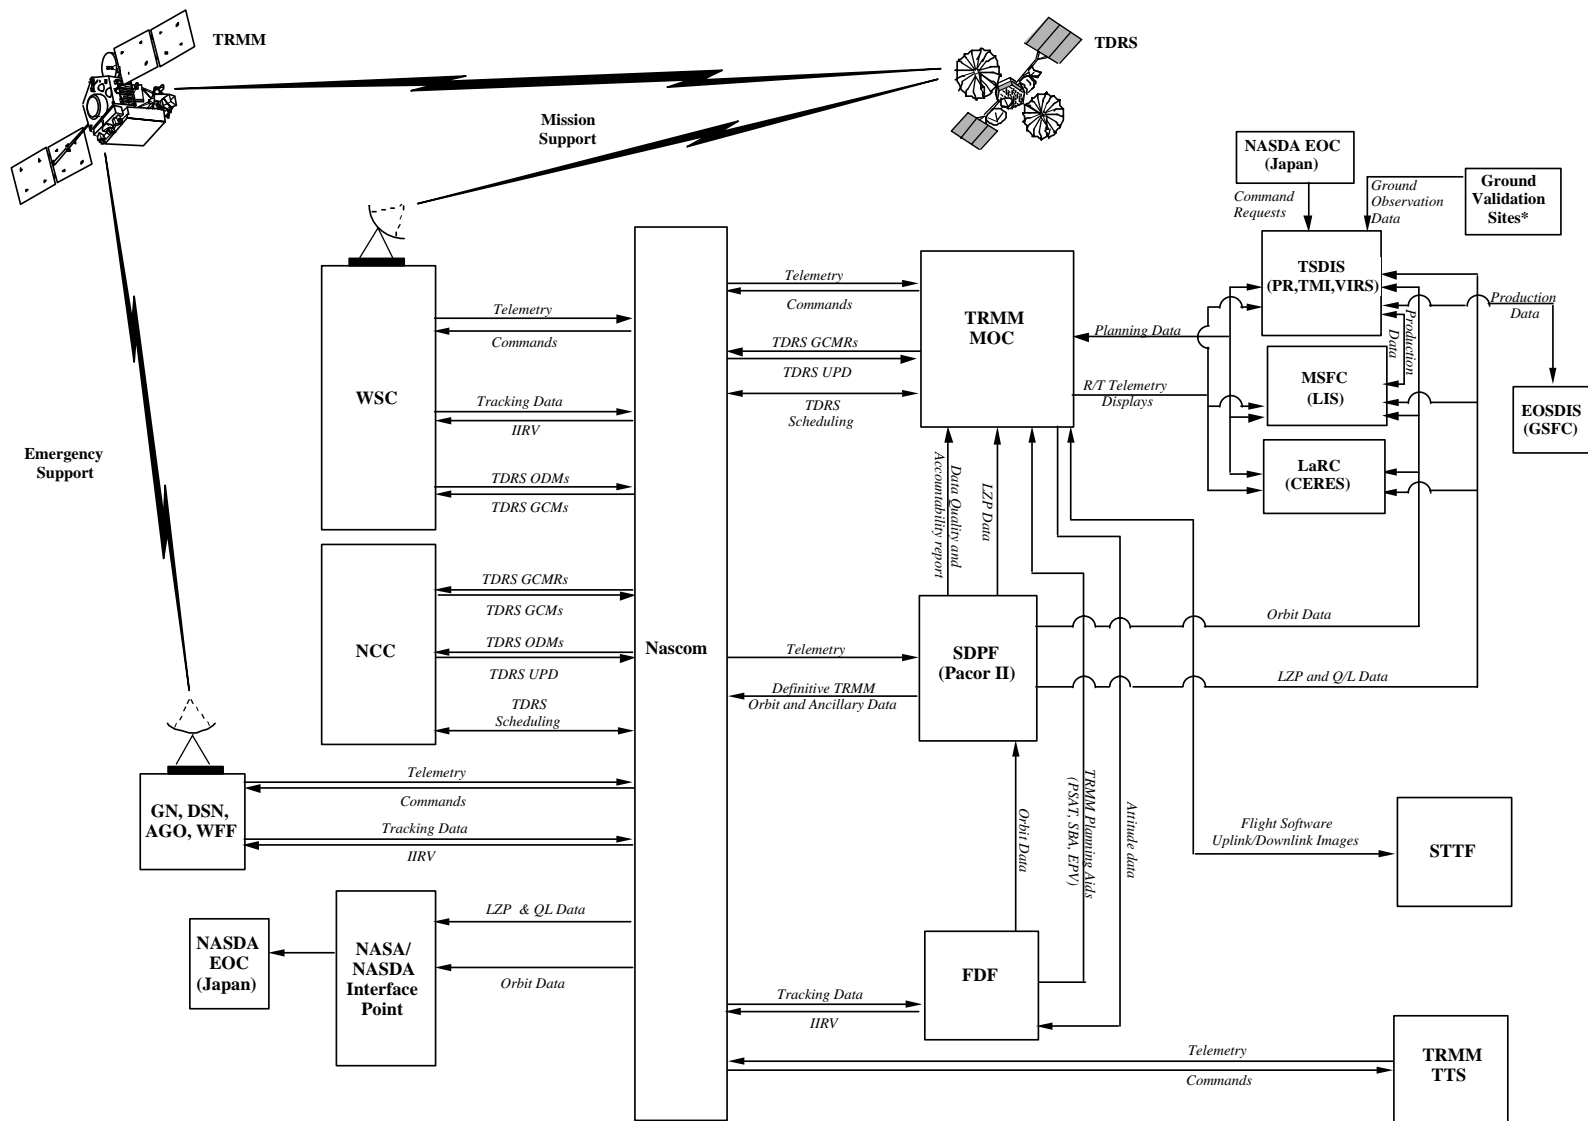 TRMM
TDRS
Mission
Support
Emergency
Support
NASDA EOC
(Japan)
Command
Requests
Ground
Observation
Data
Ground
Validation
Sites*
TSDIS
(PR,TMI,VIRS)
Production
Data
Production
Data
MSFC
(LIS)
LaRC
(CERES)
EOSDIS
(GSFC)
WSC
Telemetry
Commands
Tracking Data
IIRV
TDRS ODMs
TDRS GCMs
NCC
TDRS GCMRs
TDRS GCMs
TDRS ODMs
TDRS UPD
TDRS
Scheduling
Nascom
Telemetry
Commands
TDRS GCMRs
TDRS UPD
TDRS
Scheduling
TRMM
MOC
Planning Data
R/T Telemetry
Displays
Data Quality and
Accountability report
LZP Data
Telemetry
Definitive TRMM
Orbit and Ancillary Data
SDPF
(Pacor II)
Orbit Data
LZP and Q/L Data
GN, DSN,
AGO, WFF
Telemetry
Commands
Tracking Data
IIRV
Orbit Data
TRMM Planning Aids
(PSAT, SBA, EPV)
Attitude data
Flight Software
Uplink/Downlink Images
STTF
NASDA
EOC
(Japan)
NASA/
NASDA
Interface
Point
LZP & QL Data
Orbit Data
Tracking Data
IIRV
FDF
Telemetry
Commands
TRMM
TTS